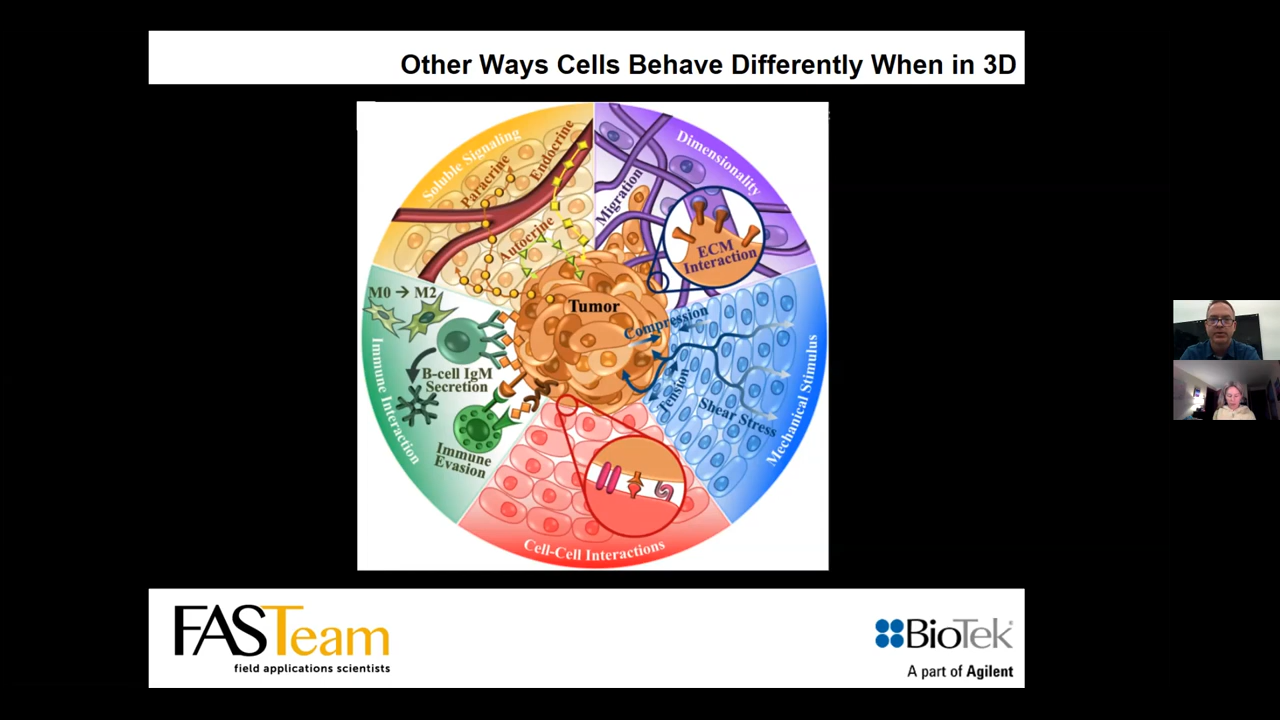 Other Ways Cells Behave Differently When in 3D
Soluble Signaling
Paracrine
Endocrine
Autocrine
Dimensionality
Migration
ECM
Interaction
Tumor
M0 → M2
B-cell IgM
Secretion
Immune
Evasion
Immune Interaction
Compression
Tension
Shear Stress
Mechanical Stimulus
Cell-Cell Interactions
FASTeam
field applications scientists
BioTek®
A part of Agilent